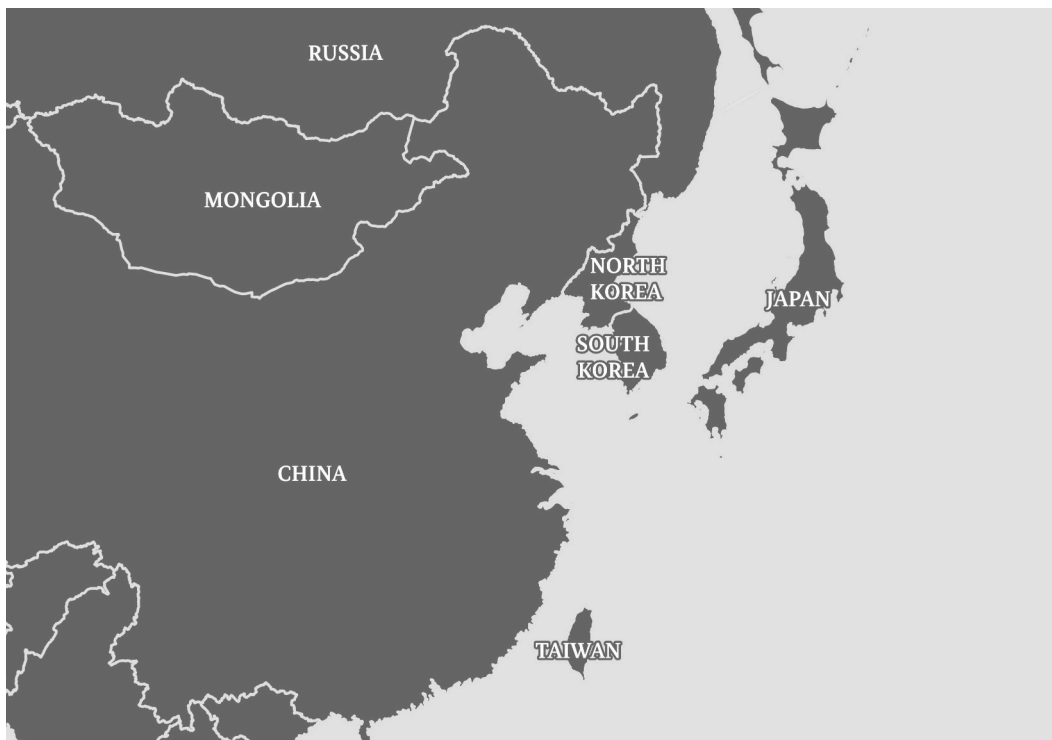 RUSSIA
MONGOLIA
NORTH
KOREA
JAPAN
SOUTH
KOREA
CHINA
TAIWAN